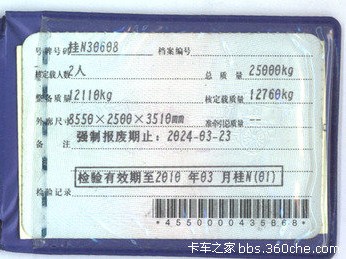 号牌号码 桂N30608 档案编号
核定载人数 2人 总质量 25000kg
整备质量 12110kg 核定载质量 12760kg
外廓尺寸 8550×2500×3510mm 准牵引总质量 --
备注 强制报废期止：2024-03-23
检验有效期至2010 年03 月桂N(01)
检验记录
*4550000435668*
卡车之家 bbs.360che.com